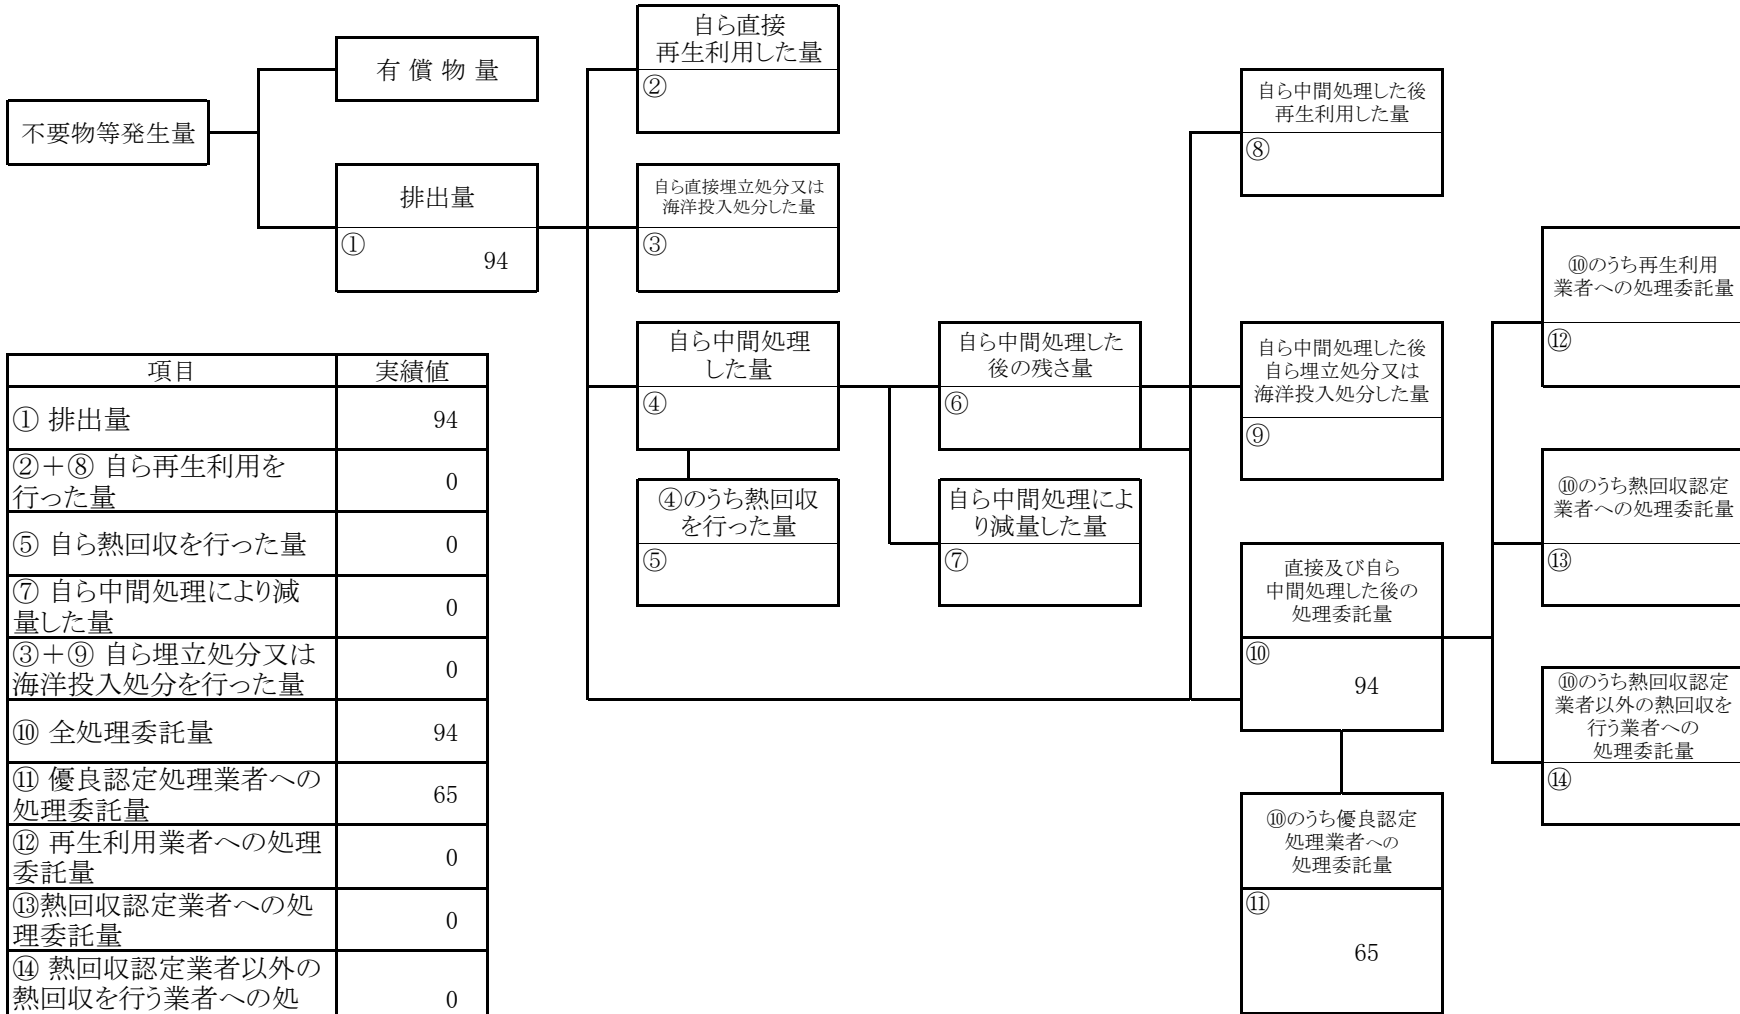 不要物等発生量
有 償 物 量
排出量
①
94
自ら直接
再生利用した量
②
自ら直接埋立処分又は
海洋投入処分した量
③
自ら中間処理
した量
④
④のうち熱回収
を行った量
⑤
自ら中間処理した
後の残さ量
⑥
自ら中間処理によ
り減量した量
⑦
自ら中間処理した後
再生利用した量
⑧
自ら中間処理した後
自ら埋立処分又は
海洋投入処分した量
⑨
直接及び自ら
中間処理した後の
処理委託量
⑩
94
⑩のうち優良認定
処理業者への
処理委託量
⑪
65
⑩のうち再生利用
業者への処理委託量
⑫
⑩のうち熱回収認定
業者への処理委託量
⑬
⑩のうち熱回収認定
業者以外の熱回収を
行う業者への
処理委託量
⑭
項目 実績値
① 排出量 94
②＋⑧ 自ら再生利用を
行った量 0
⑤ 自ら熱回収を行った量 0
⑦ 自ら中間処理により減
量した量 0
③＋⑨ 自ら埋立処分又は
海洋投入処分を行った量 0
⑩ 全処理委託量 94
⑪ 優良認定処理業者への
処理委託量 65
⑫ 再生利用業者への処理
委託量 0
⑬熱回収認定業者への処
理委託量 0
⑭ 熱回収認定業者以外の
熱回収を行う業者への処 0